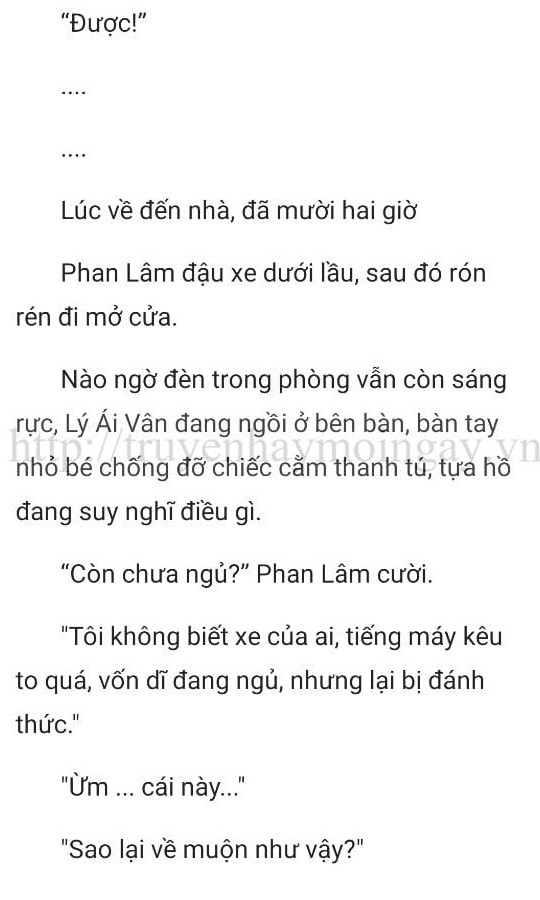 “Được!”
....
....
Lúc về đến nhà, đã mười hai giờ
Phan Lâm đậu xe dưới lầu, sau đó rón
rén đi mở cửa.
Nào ngờ đèn trong phòng vẫn còn sáng
rực, Lý Ái Vân đang ngồi ở bên bàn, bàn tay
http://truyenhaymoingay.vn
nhỏ bé chống đỡ chiếc cằm thanh tú, tựa hồ
đang suy nghĩ điều gì.
“Còn chưa ngủ?” Phan Lâm cười.
"Tôi không biết xe của ai, tiếng máy kêu
to quá, vốn dĩ đang ngủ, nhưng lại bị đánh
thức."
"Ừm ... cái này..."
"Sao lại về muộn như vậy?"